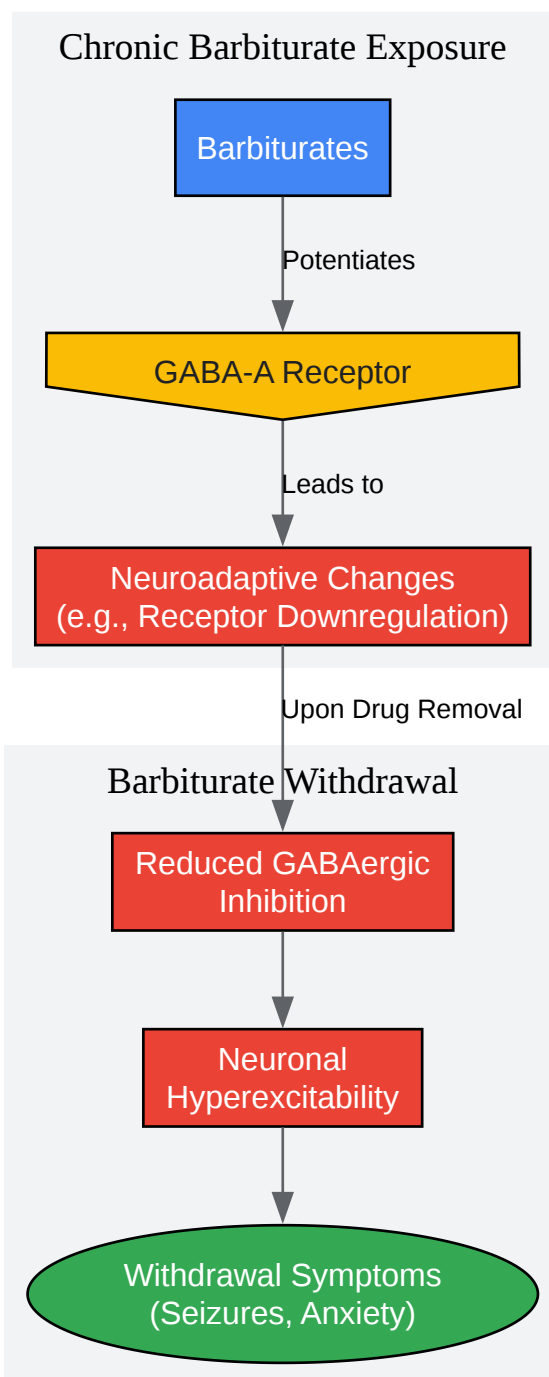 Chronic Barbiturate Exposure
Barbiturates
Potentiates
GABA-A Receptor
Leads to
Neuroadaptive Changes
(e.g., Receptor Downregulation)
Upon Drug Removal
Barbiturate Withdrawal
Reduced GABAergic
Inhibition
Neuronal
Hyperexcitability
Withdrawal Symptoms
(Seizures, Anxiety)